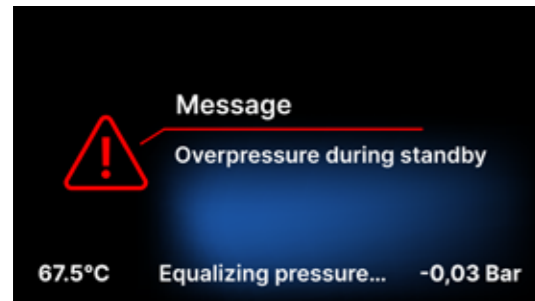 Message
Overpressure during standby
67.5°C Equalizing pressure... -0,03 Bar